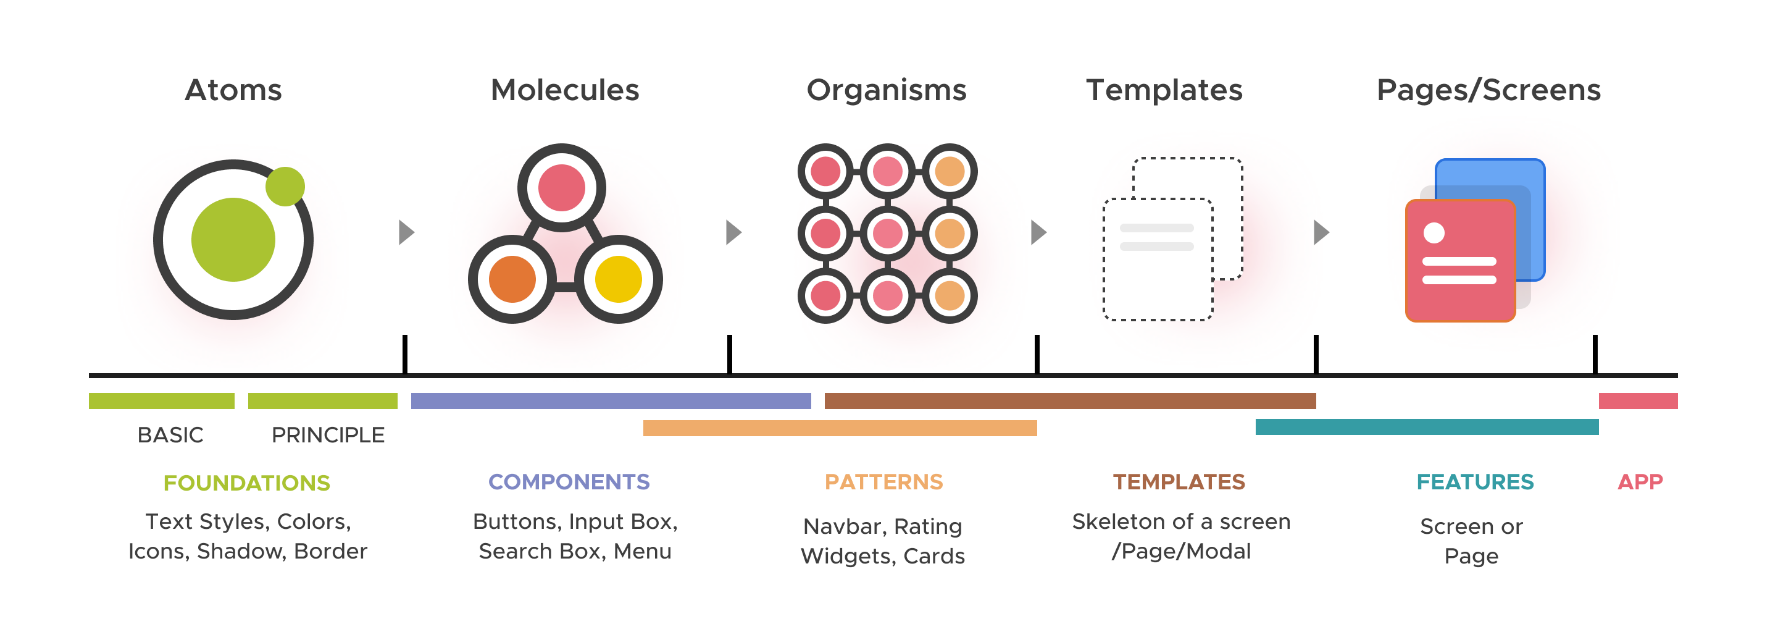 Atoms
Molecules
Organisms
Templates
Pages/Screens
BASIC
PRINCIPLE
FOUNDATIONS
Text Styles, Colors,
Icons, Shadow, Border
COMPONENTS
Buttons, Input Box,
Search Box, Menu
PATTERNS
Navbar, Rating
Widgets, Cards
TEMPLATES
Skeleton of a screen
/Page/Modal
FEATURES
Screen or
Page
APP